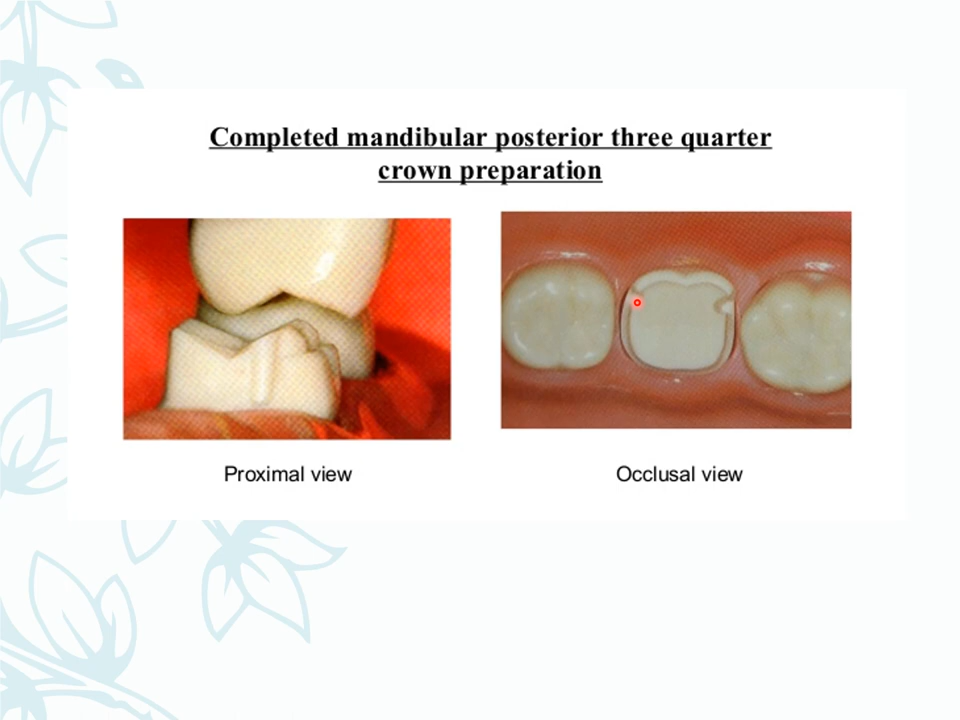 Completed mandibular posterior three quarter
crown preparation
Proximal view
Occlusal view